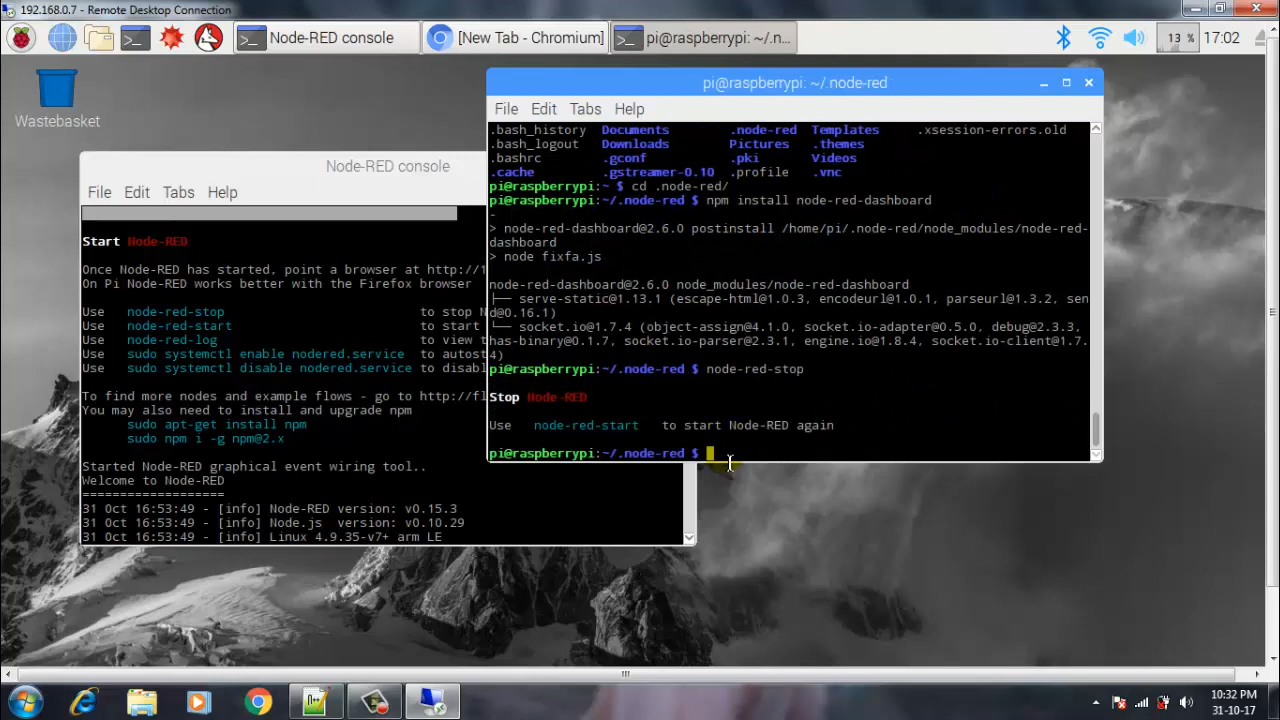 192.168.0.7 - Remote Desktop Connection
Node-RED console
[New Tab - Chromium]
pi@raspberrypi: ~/.n...
13 %
17:02
Wastebasket
Node-RED console
File Edit Tabs Help
Start Node-RED
Once Node-RED has started, point a browser at http://1
On Pi Node-RED works better with the Firefox browser
Use node-red-stop to stop N
Use node-red-start to start
Use node-red-log to view t
Use sudo systemctl enable nodered.service to autost
Use sudo systemctl disable nodered.service to disabl
To find more nodes and example flows - go to http://fl
You may also need to install and upgrade npm
sudo apt-get install npm
sudo npm i -g npm@2.x
Started Node-RED graphical event wiring tool..
Welcome to Node-RED
===================
31 Oct 16:53:49 - [info] Node-RED version: v0.15.3
31 Oct 16:53:49 - [info] Node.js version: v0.10.29
31 Oct 16:53:49 - [info] Linux 4.9.35-v7+ arm LE
pi@raspberrypi: ~/.node-red
File Edit Tabs Help
.bash_history Documents .node-red Templates .xsession-errors.old
.bash_logout Downloads Pictures .themes
.bashrc .gconf .pki Videos
.cache .gstreamer-0.10 .profile .vnc
pi@raspberrypi:~ $ cd .node-red/
pi@raspberrypi:~/.node-red $ npm install node-red-dashboard
-
> node-red-dashboard@2.6.0 postinstall /home/pi/.node-red/node_modules/node-red-
dashboard
> node fixfa.js
node-red-dashboard@2.6.0 node_modules/node-red-dashboard
├── serve-static@1.13.1 (escape-html@1.0.3, encodeurl@1.0.1, parseurl@1.3.2, sen
d@0.16.1)
└── socket.io@1.7.4 (object-assign@4.1.0, socket.io-adapter@0.5.0, debug@2.3.3,
has-binary@0.1.7, socket.io-parser@2.3.1, engine.io@1.8.4, socket.io-client@1.7.
4)
pi@raspberrypi:~/.node-red $ node-red-stop
Stop Node-RED
Use node-red-start to start Node-RED again
pi@raspberrypi:~/.node-red $
10:32 PM
31-10-17